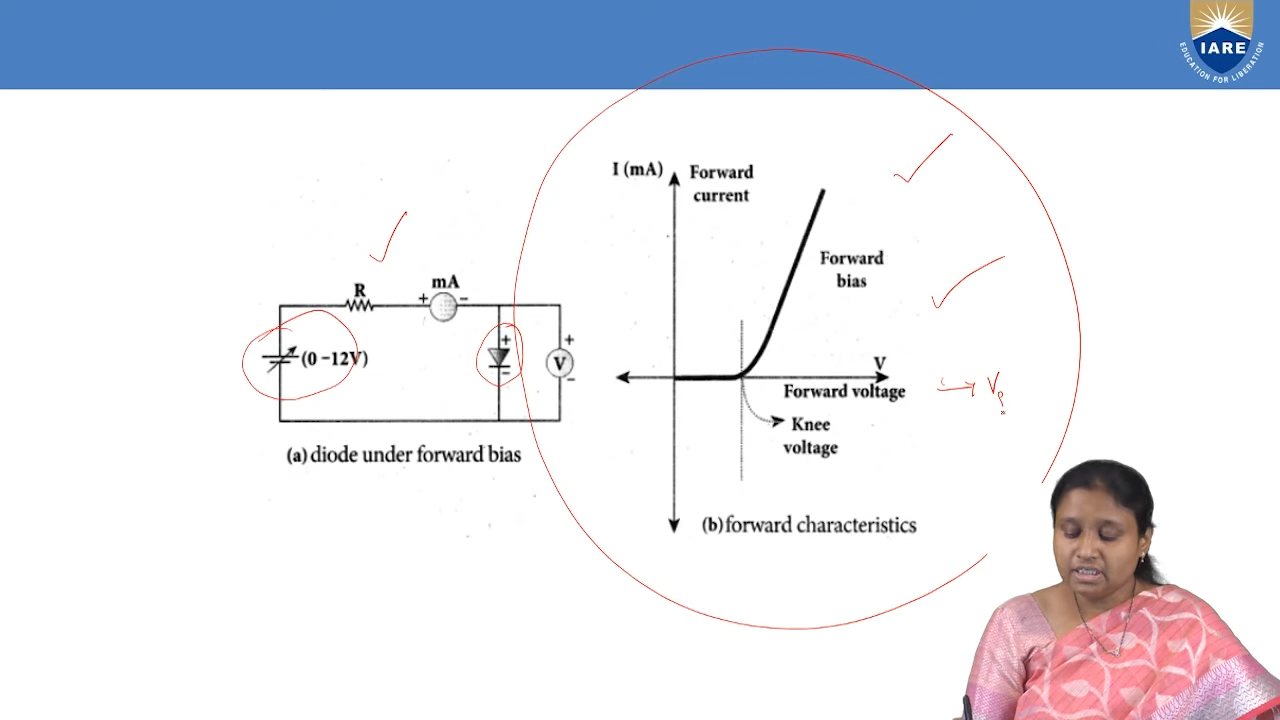 IARE
EDUCATION FOR LIBERATION
I (mA)
Forward
current
Forward
bias
R
mA
+
-
(0-12V)
+
-
+
V
-
V
Forward voltage
Knee
voltage
(a) diode under forward bias
(b) forward characteristics